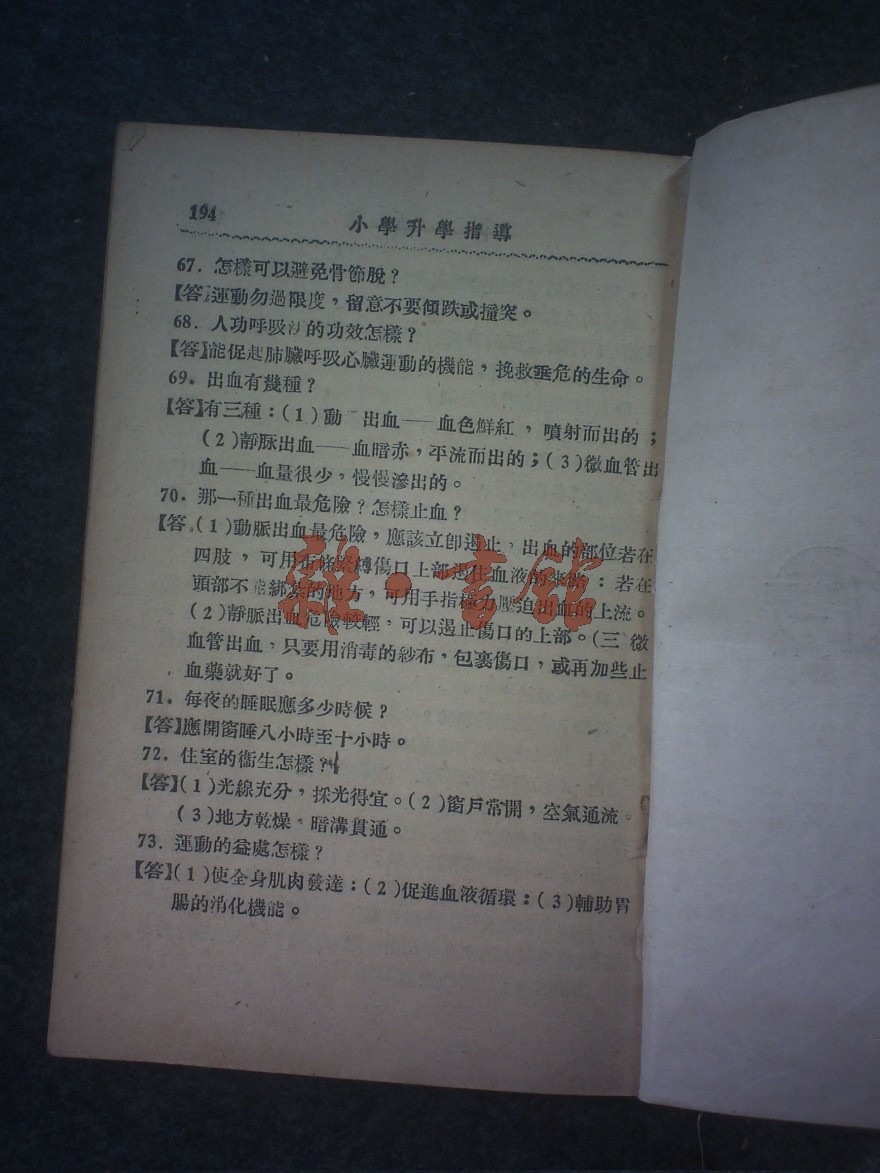 194
小學升學指導
67. 怎樣可以避免骨節脫？
【答】運動勿過限度，留意不要傾跌或撞突。
68. 人功呼吸 的功效怎樣？
【答】能促起肺臟呼吸心臟運動的機能，挽救垂危的生命。
69. 出血有幾種？
【答】有三種：(1)動 出血——血色鮮紅，噴射而出的；
(2)靜脉出血——血暗赤，平流而出的；(3)微血管出
血——血量很少，慢慢滲出的。
70. 那一種出血最危險？怎樣止血？
【答 (1)動脈出血最危險，應該立卽遏止。出血的部位若在
四肢，可用布條緊縛傷口上部遏住血液的來路：若在
頭部不能綁紮的地方，可用手指極力壓迫出血的上流。
(2)靜脈出血危險較輕，可以遏止傷口的上部。(三 微
血管出血，只要用消毒的紗布，包裹傷口，或再加些止
血藥就好了。
71. 每夜的睡眠應多少時候？
【答】應開窗睡八小時至十小時。
72. 住室的衞生怎樣？
【答】(1)光線充分，採光得宜。(2)窗戶常開，空氣通流。
(3)地方乾燥。暗溝貫通。
73. 運動的益處怎樣？
【答】(1)使全身肌肉發達：(2)促進血液循環：(3)輔助胃
腸的消化機能。
雜·書館